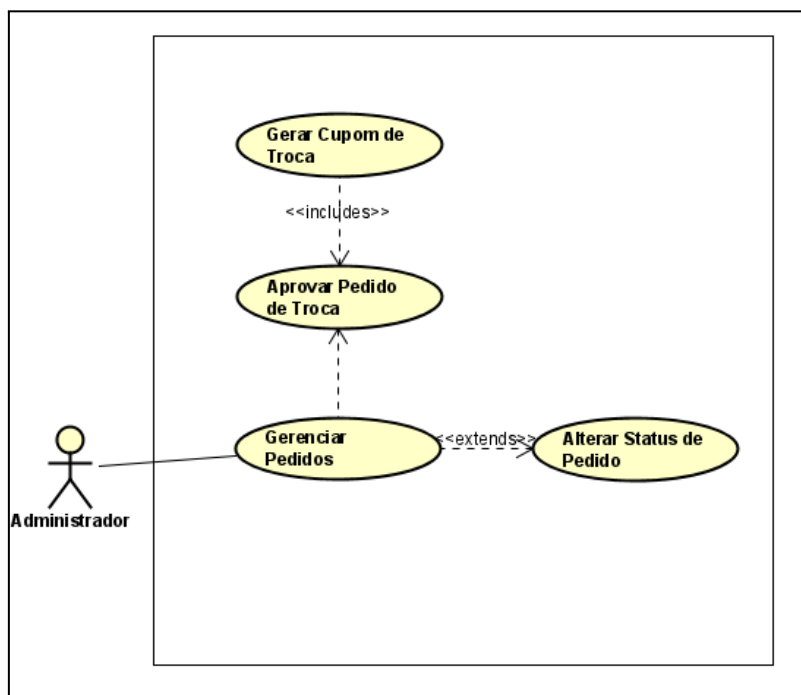 Gerar Cupom de
Troca
<<includes>>
Aprovar Pedido
de Troca
Gerenciar
Pedidos
<<extends>>
Alterar Status de
Pedido
Administrador